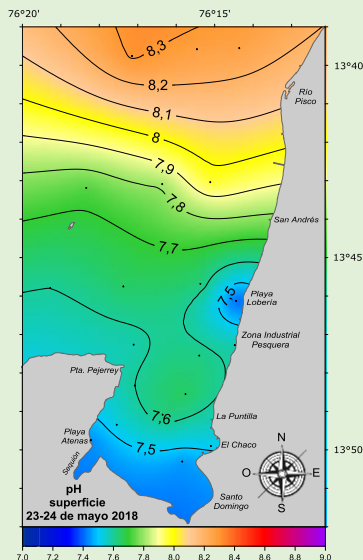 76°20'
76°15'
8,3
13°40
8,2
Río
Pisco
8,1
8
7,9
7,8
San Andrés
7,7
13°45
7,5
Playa
Lobería
Zona Industrial
Pesquera
Pta. Pejerrey
7,6
La Puntilla
Playa
Atenas
7,5
El Chaco
13°50
Sequión
N
O
E
S
Santo
Domingo
pH
superficie
23-24 de mayo 2018
7.0 7.2 7.4 7.6 7.8 8.0 8.2 8.4 8.6 8.8 9.0